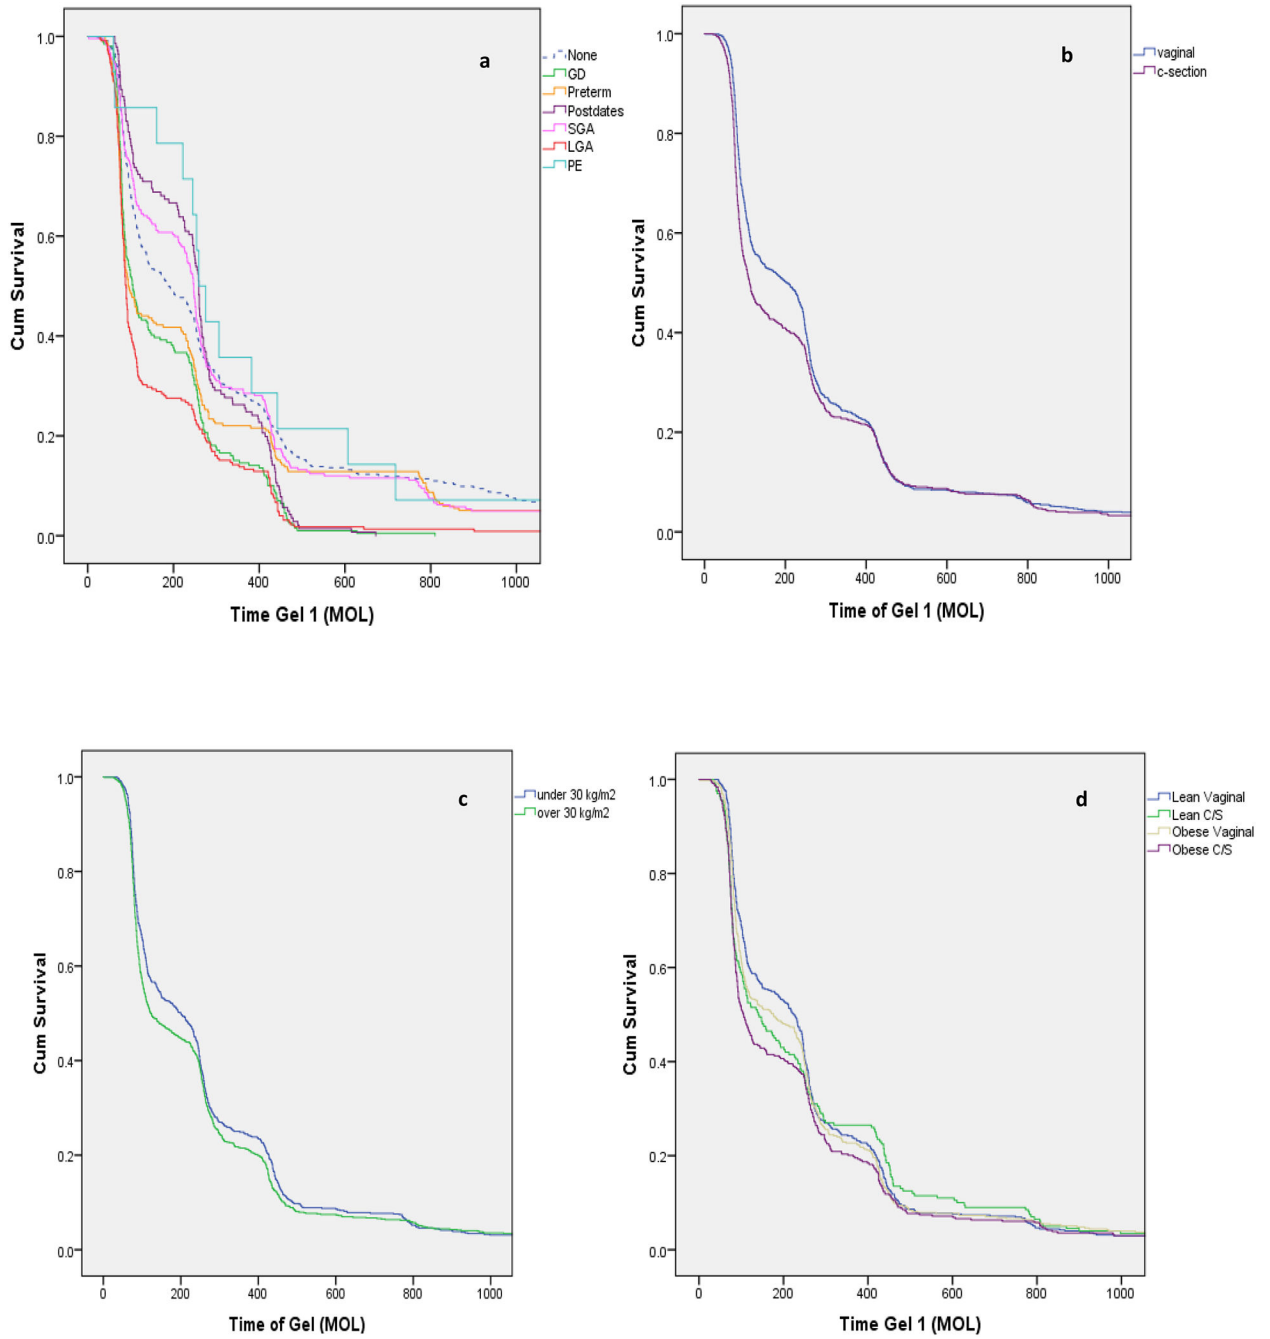 a
None
GD
Preterm
Postdates
SGA
LGA
PE
1.0
0.8
0.6
0.4
0.2
0.0
Cum Survival
0 200 400 600 800 1000
Time Gel 1 (MOL)
b
vaginal
c-section
1.0
0.8
0.6
0.4
0.2
0.0
Cum Survival
0 200 400 600 800 1000
Time of Gel 1 (MOL)
c
under 30 kg/m2
over 30 kg/m2
1.0
0.8
0.6
0.4
0.2
0.0
Cum Survival
0 200 400 600 800 1000
Time of Gel (MOL)
d
Lean Vaginal
Lean C/S
Obese Vaginal
Obese C/S
1.0
0.8
0.6
0.4
0.2
0.0
Cum Survival
0 200 400 600 800 1000
Time Gel 1 (MOL)